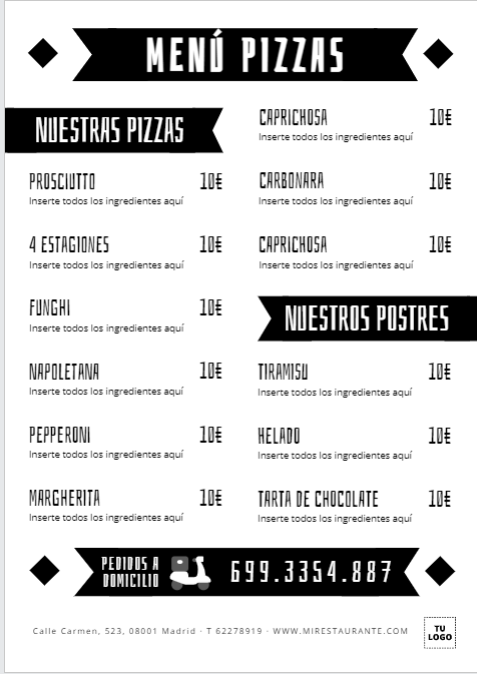 MENÚ PIZZAS
NUESTRAS PIZZAS
PROSCIUTTO 10€
Inserte todos los ingredientes aquí
4 ESTAGIONES 10€
Inserte todos los ingredientes aquí
FUNGHI 10€
Inserte todos los ingredientes aquí
NAPOLETANA 10€
Inserte todos los ingredientes aquí
PEPPERONI 10€
Inserte todos los ingredientes aquí
MARGHERITA 10€
Inserte todos los ingredientes aquí
CAPRICHOSA 10€
Inserte todos los ingredientes aquí
CARBONARA 10€
Inserte todos los ingredientes aquí
CAPRICHOSA 10€
Inserte todos los ingredientes aquí
NUESTROS POSTRES
TIRAMISU 10€
Inserte todos los ingredientes aquí
HELADO 10€
Inserte todos los ingredientes aquí
TARTA DE CHOCOLATE 10€
Inserte todos los ingredientes aquí
PEDIDOS A
DOMICILIO
699.3354.887
Calle Carmen, 523, 08001 Madrid · T 62278919 · WWW.MIRESTAURANTE.COM
TU
LOGO